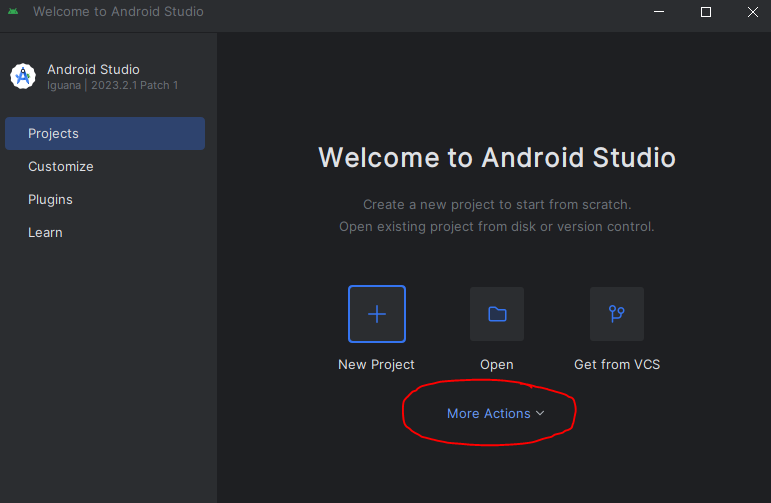 Welcome to Android Studio
Android Studio
Iguana | 2023.2.1 Patch 1
Projects
Customize
Plugins
Learn
Welcome to Android Studio
Create a new project to start from scratch.
Open existing project from disk or version control.
New Project
Open
Get from VCS
More Actions